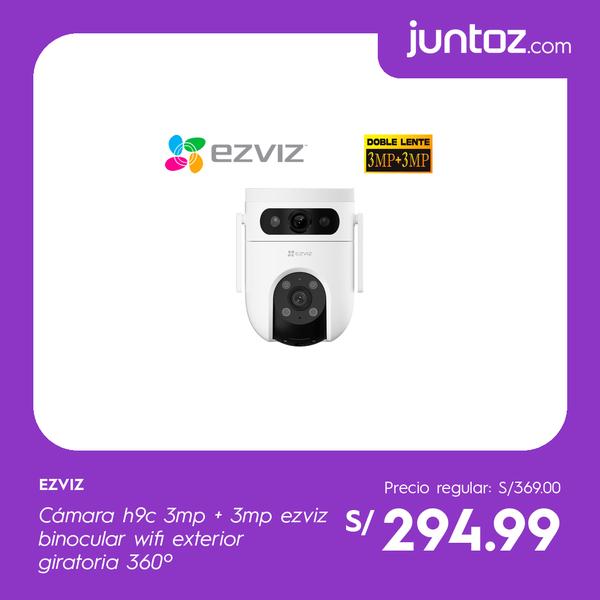 juntoz.com
ezviz
DOBLE LENTE
3MP+3MP
EZVIZ
EZVIZ
Precio regular: S/369.00
Cámara h9c 3mp + 3mp ezviz
binocular wifi exterior
giratoria 360°
S/ 294.99